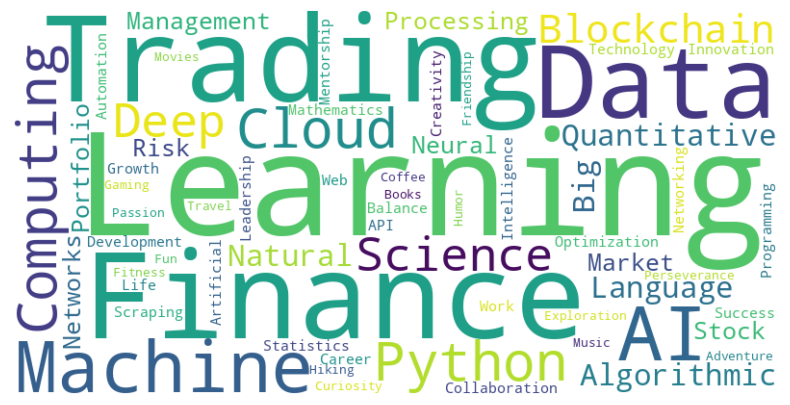 Trading
Management
Processing
Blockchain
Technology
Innovation
Movies
Automation
Mentorship
Creativity
Friendship
Data
Computing
Portfolio
Deep
Cloud
Mathematics
Neural
Quantitative
Risk
Growth
Gaming
Learning
Leadership
Web
Coffee
Books
Balance
API
Humor
Intelligence
Big
Networking
Programming
Passion
Travel
Development
Fun
Fitness
Life
Networks
Artificial
Natural
Science
Optimization
Market
Perseverance
Language
Scraping
Finance
Work
Exploration
AI
Success
Stock
Machine
Statistics
Career
Hiking
Curiosity
Python
Collaboration
Music
Adventure
Algorithmic